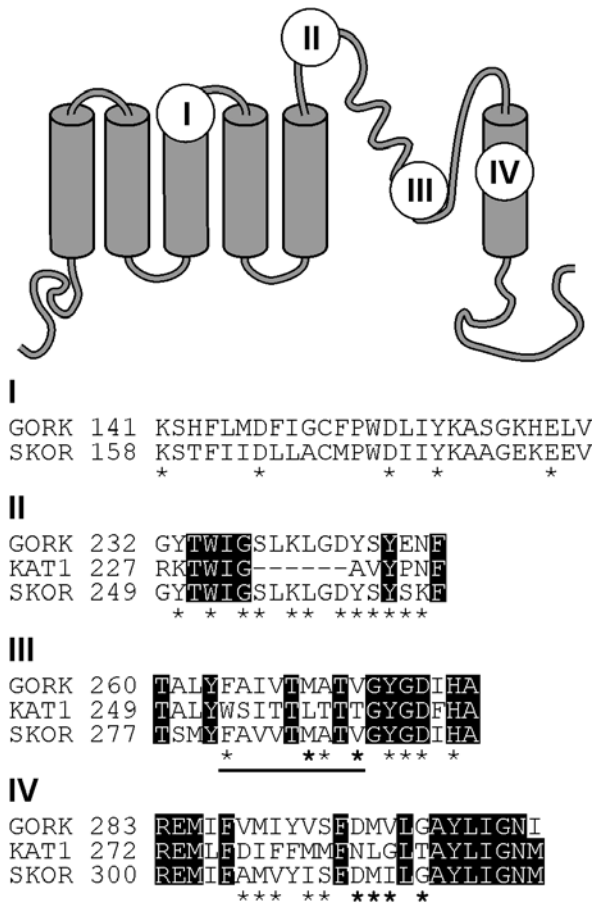 II
I
III
IV
I
GORK 141 KSHFLMDFIGCFPWDLIYKASGKHELV
SKOR 158 KSTFIIDLLACMPWDIIYKAAGEKEEV
* * * * *
II
GORK 232 GYTWIGSLKLGDYSYENF
KAT1 227 RKTWIG------AVYPNF
SKOR 249 GYTWIGSLKLGDYSYSKF
* * ** ** ******
III
GORK 260 TALYFAIVTMATVGYGDIHA
KAT1 249 TALYWSITTLTTTGYGDFHA
SKOR 277 TSMYFAVVTMATVGYGDIHA
* ** * *** *
IV
GORK 283 REMIFVMIYVSFDMVLGAYLIGNI
KAT1 272 REMLFDIFFMMFNLGLTAYLIGNM
SKOR 300 REMIFAMVYISFDMILGAYLIGNM
*** ** *** *